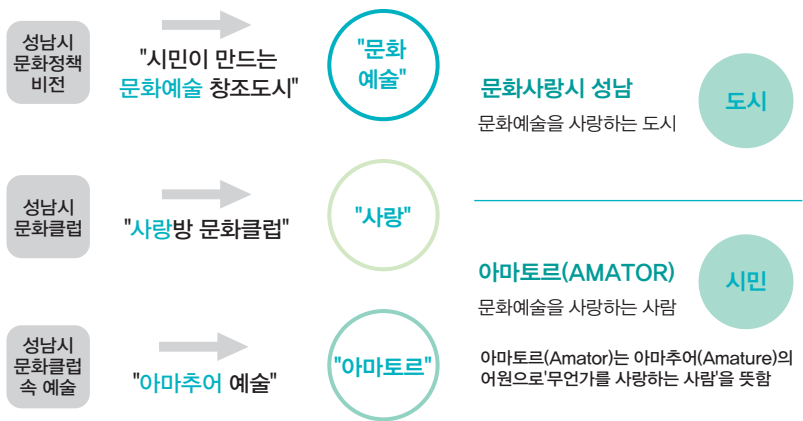 성남시
문화정책
비전
"시민이 만드는
문화예술 창조도시"
"문화
예술"
성남시
문화클럽
"사랑방 문화클럽"
"사랑"
성남시
문화클럽
속 예술
"아마추어 예술"
"아마토르"
문화사랑시 성남
문화예술을 사랑하는 도시
도시
아마토르(AMATOR)
문화예술을 사랑하는 사람
시민
아마토르(Amator)는 아마추어(Amature)의
어원으로'무언가를 사랑하는 사람'을 뜻함